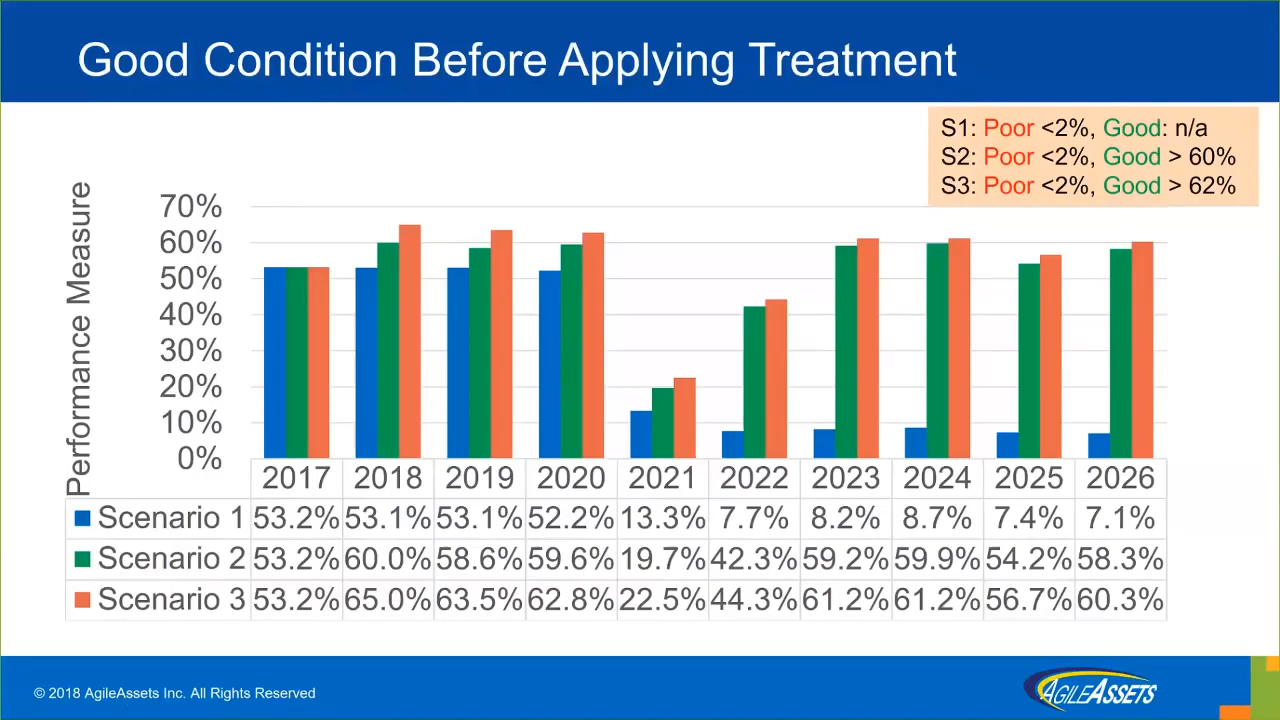 Good Condition Before Applying Treatment
S1: Poor <2%, Good: n/a
S2: Poor <2%, Good > 60%
S3: Poor <2%, Good > 62%
Performance Measure
70%
60%
50%
40%
30%
20%
10%
0%
2017 2018 2019 2020 2021 2022 2023 2024 2025 2026
Scenario 1 53.2% 53.1% 53.1% 52.2% 13.3% 7.7% 8.2% 8.7% 7.4% 7.1%
Scenario 2 53.2% 60.0% 58.6% 59.6% 19.7% 42.3% 59.2% 59.9% 54.2% 58.3%
Scenario 3 53.2% 65.0% 63.5% 62.8% 22.5% 44.3% 61.2% 61.2% 56.7% 60.3%
© 2018 AgileAssets Inc. All Rights Reserved
AGILEASSETS